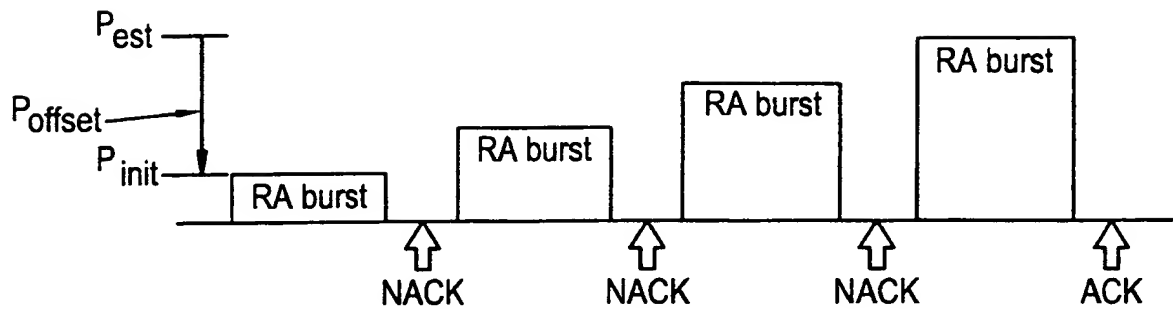 Pest
Poffset
Pinit
RA burst
RA burst
RA burst
RA burst
NACK
NACK
NACK
ACK